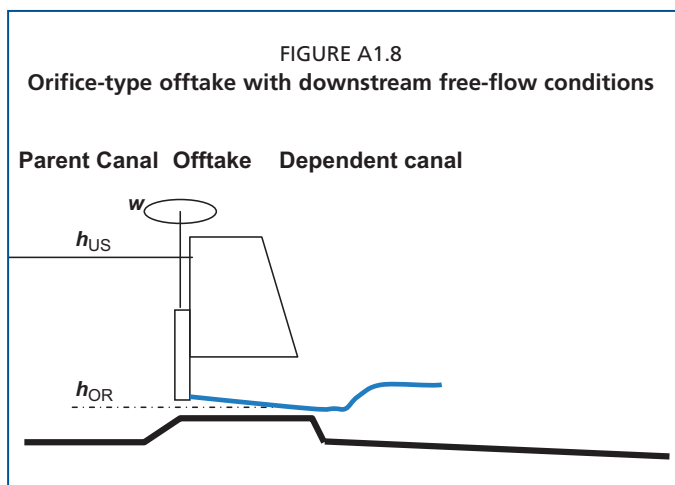 FIGURE A1.8
Orifice-type offtake with downstream free-flow conditions
Parent Canal Offtake Dependent canal
w
hUS
hOR